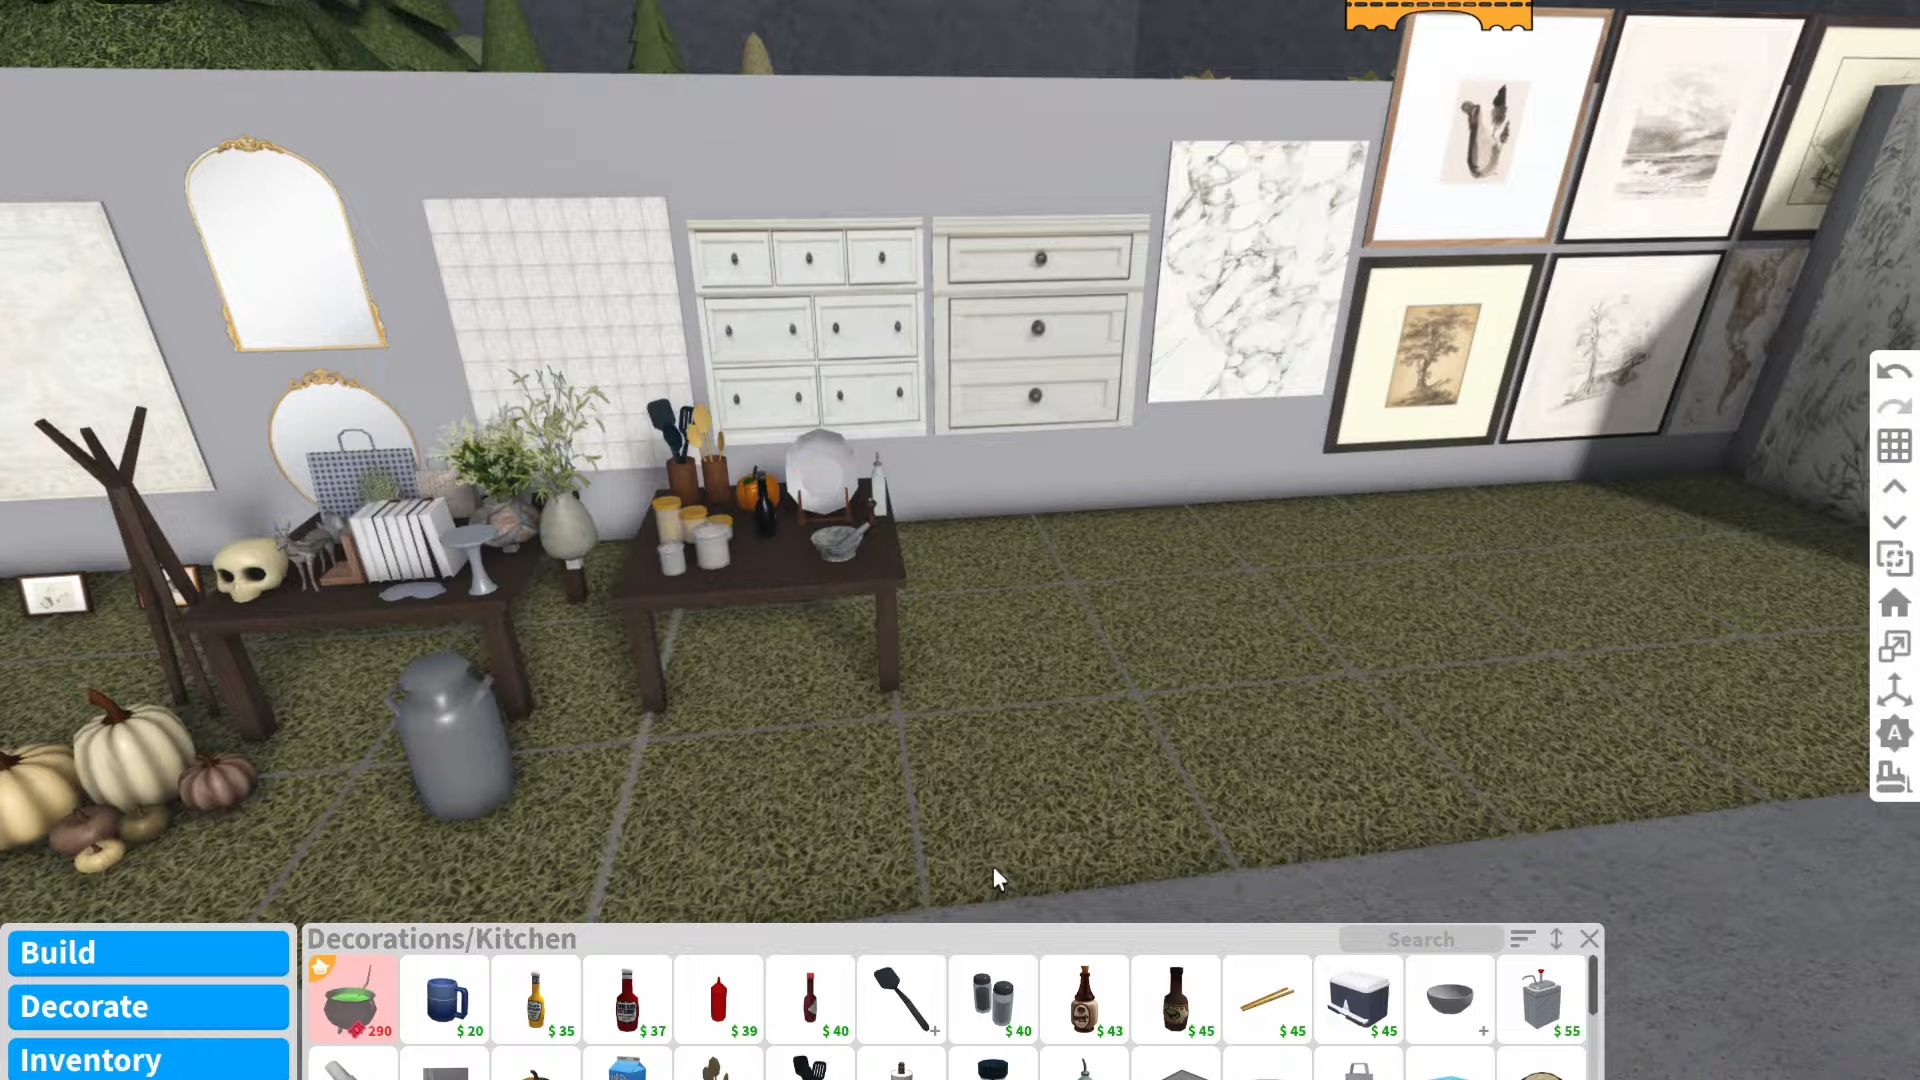 Build
Decorate
Inventory
Decorations/Kitchen
Search
290
$ 20
$ 35
$ 37
$ 39
$ 40
+
$ 40
$ 43
$ 45
$ 45
$ 45
+
$ 55
A